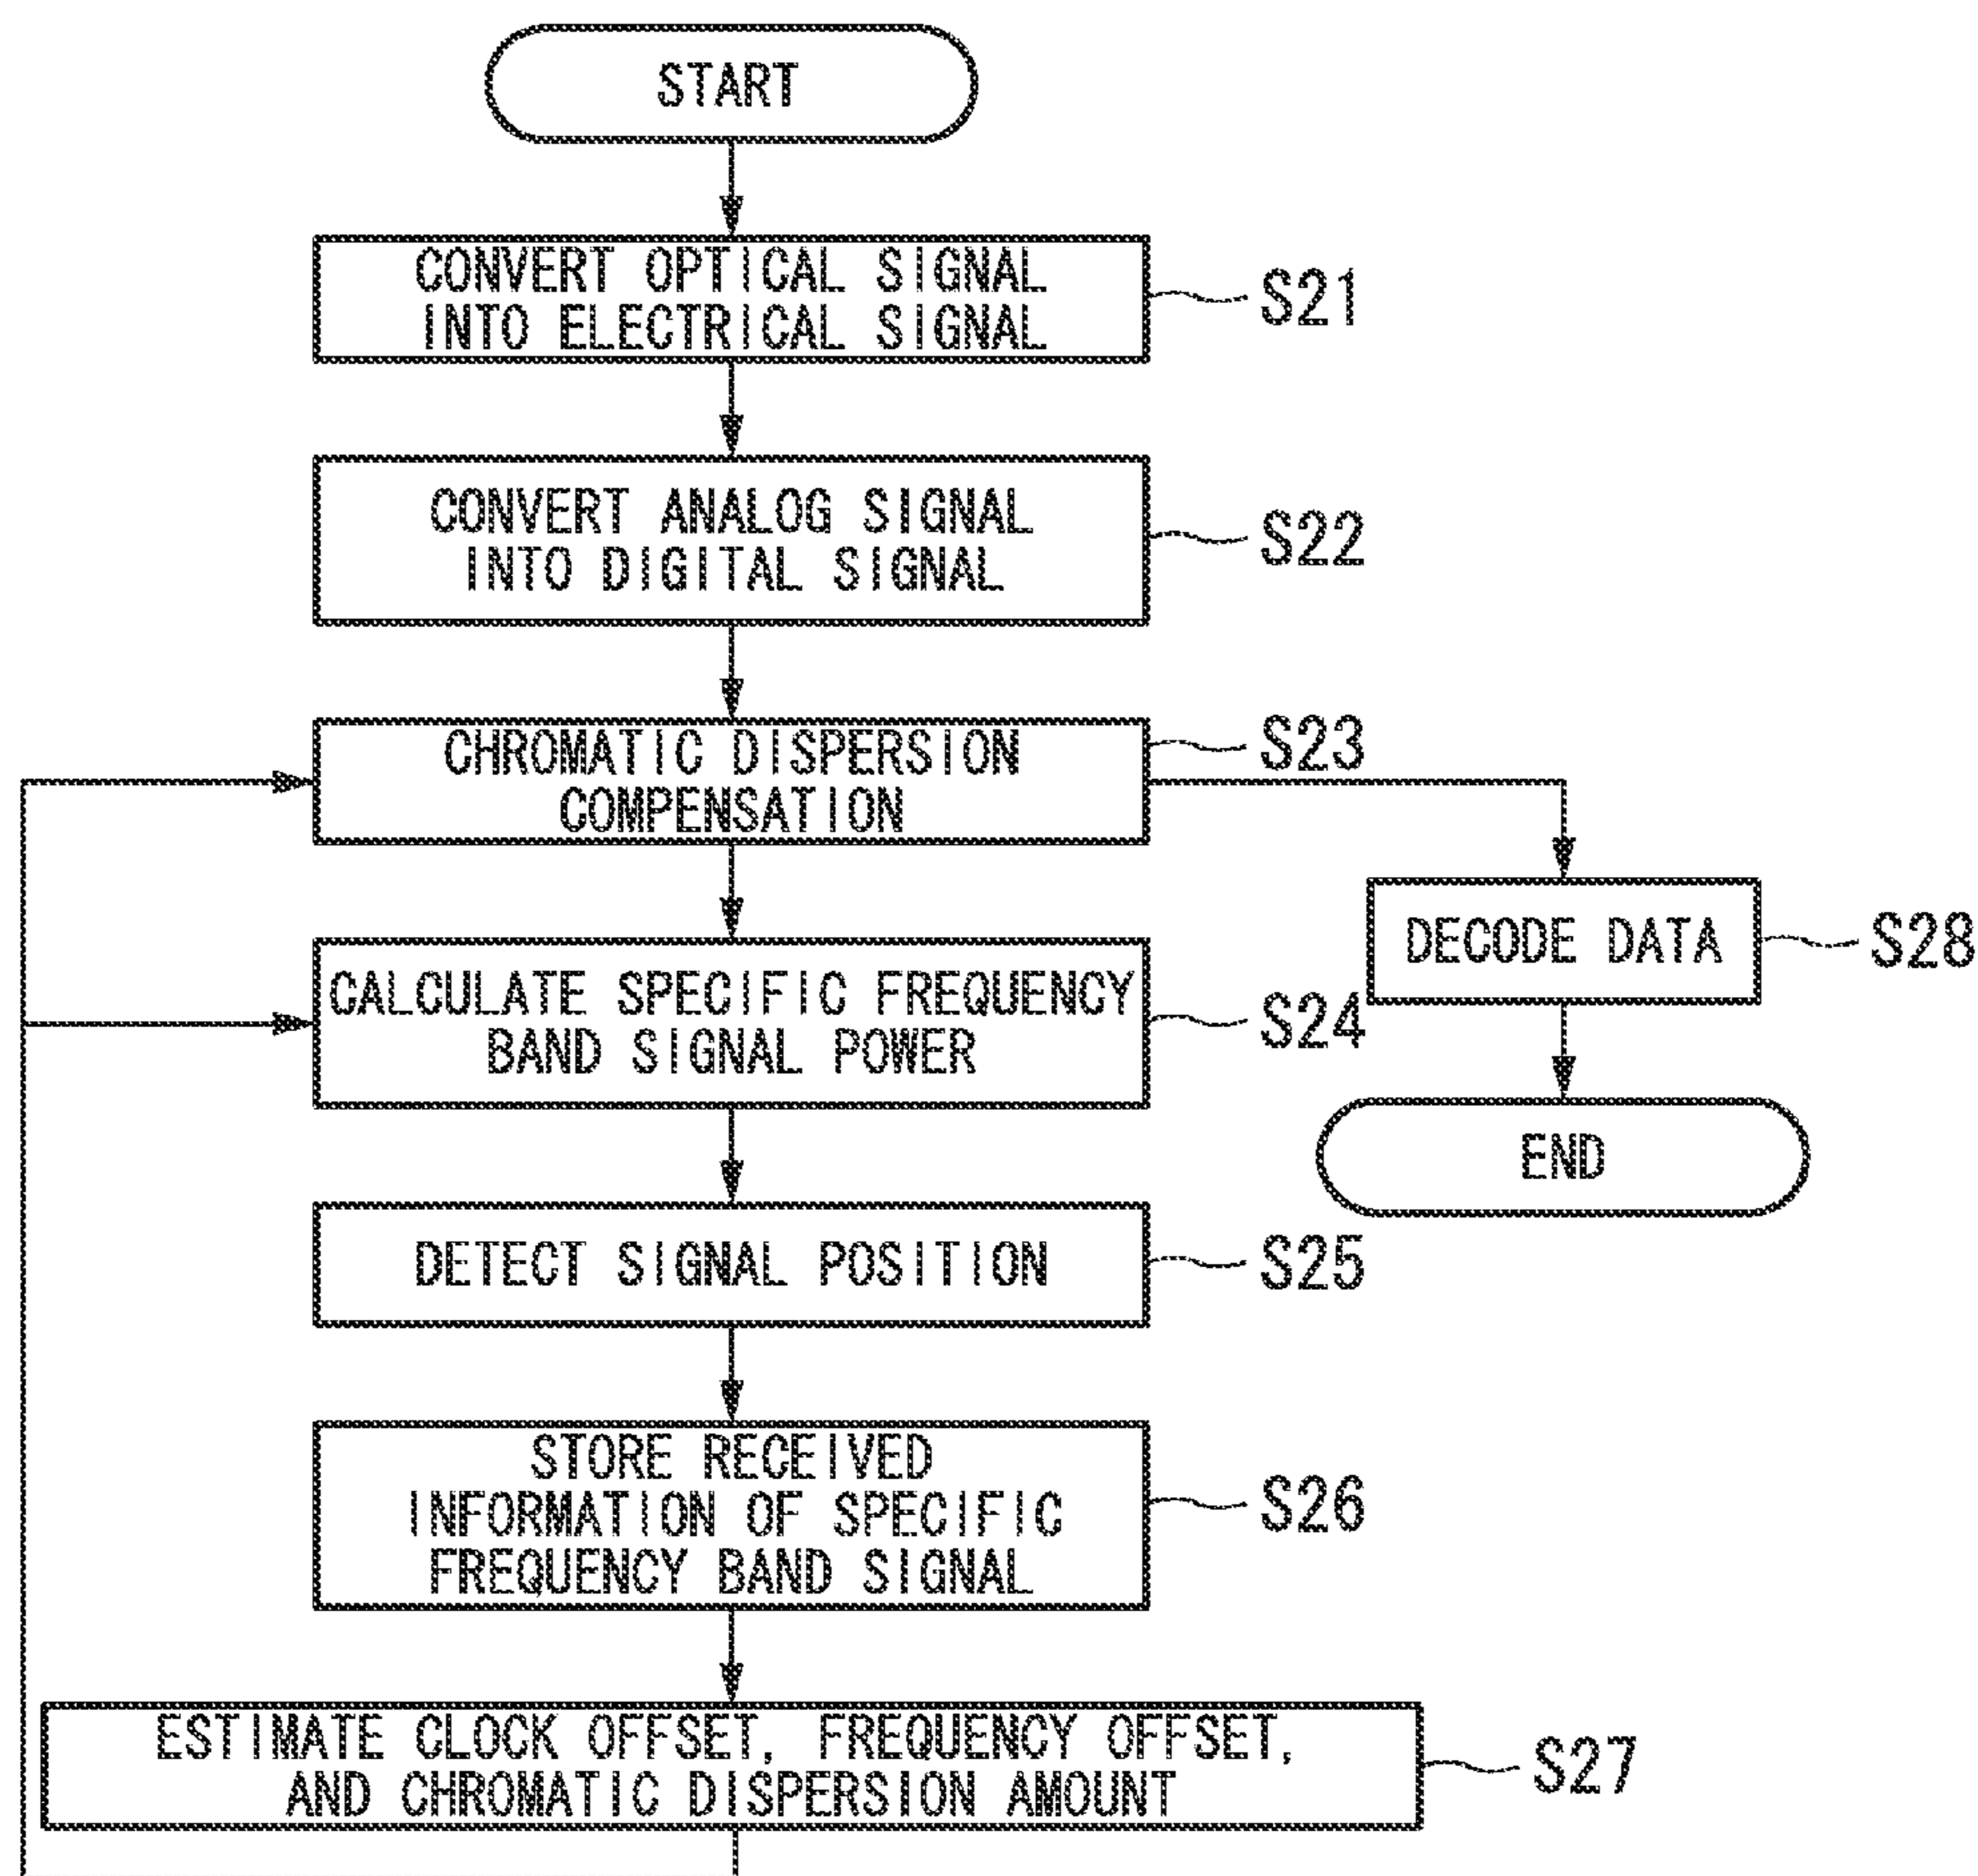 START
CONVERT OPTICAL SIGNAL
INTO ELECTRICAL SIGNAL
S21
CONVERT ANALOG SIGNAL
INTO DIGITAL SIGNAL
S22
CHROMATIC DISPERSION
COMPENSATION
S23
DECODE DATA
S28
CALCULATE SPECIFIC FREQUENCY
BAND SIGNAL POWER
S24
END
DETECT SIGNAL POSITION
S25
STORE RECEIVED
INFORMATION OF SPECIFIC
FREQUENCY BAND SIGNAL
S26
ESTIMATE CLOCK OFFSET, FREQUENCY OFFSET,
AND CHROMATIC DISPERSION AMOUNT
S27